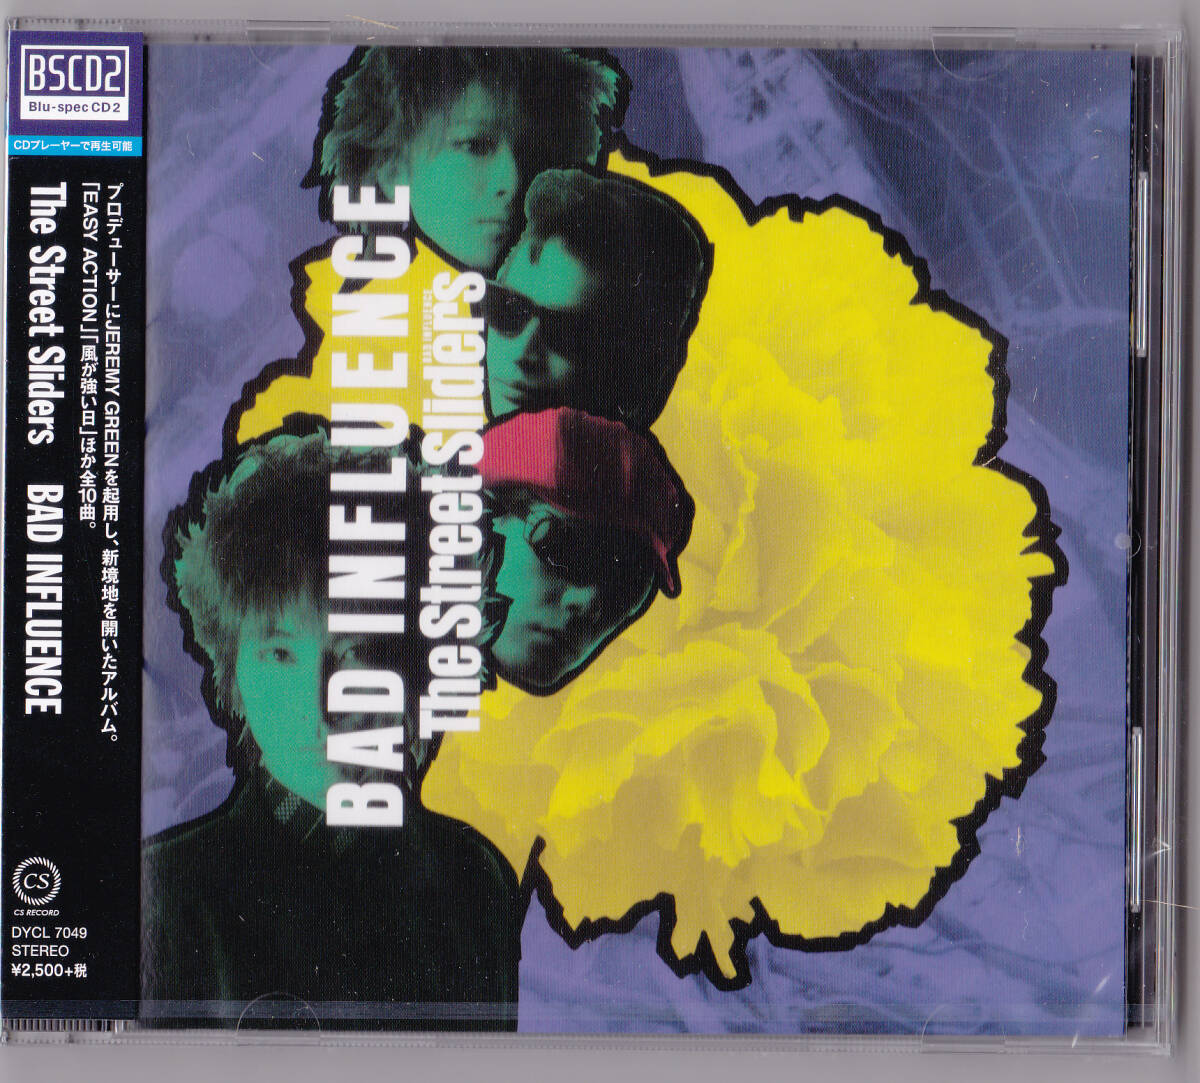 BSCD2
Blu-spec CD2
CDプレーヤーで再生可能
プロデューサーにJEREMY GREENを起用し、新境地を開いたアルバム。
「EASY ACTION」「風が強い日」ほか全10曲。
The Street Sliders BAD INFLUENCE
CS
CS RECORD
DYCL 7049
STEREO
¥2,500+税
BAD INFLUENCE
BAD INFLUENCE
The Street Sliders